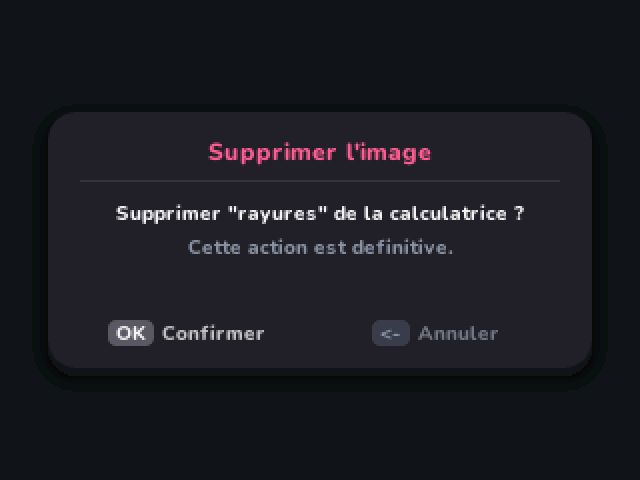 Supprimer l'image
Supprimer "rayures" de la calculatrice ?
Cette action est definitive.
OK Confirmer
<- Annuler